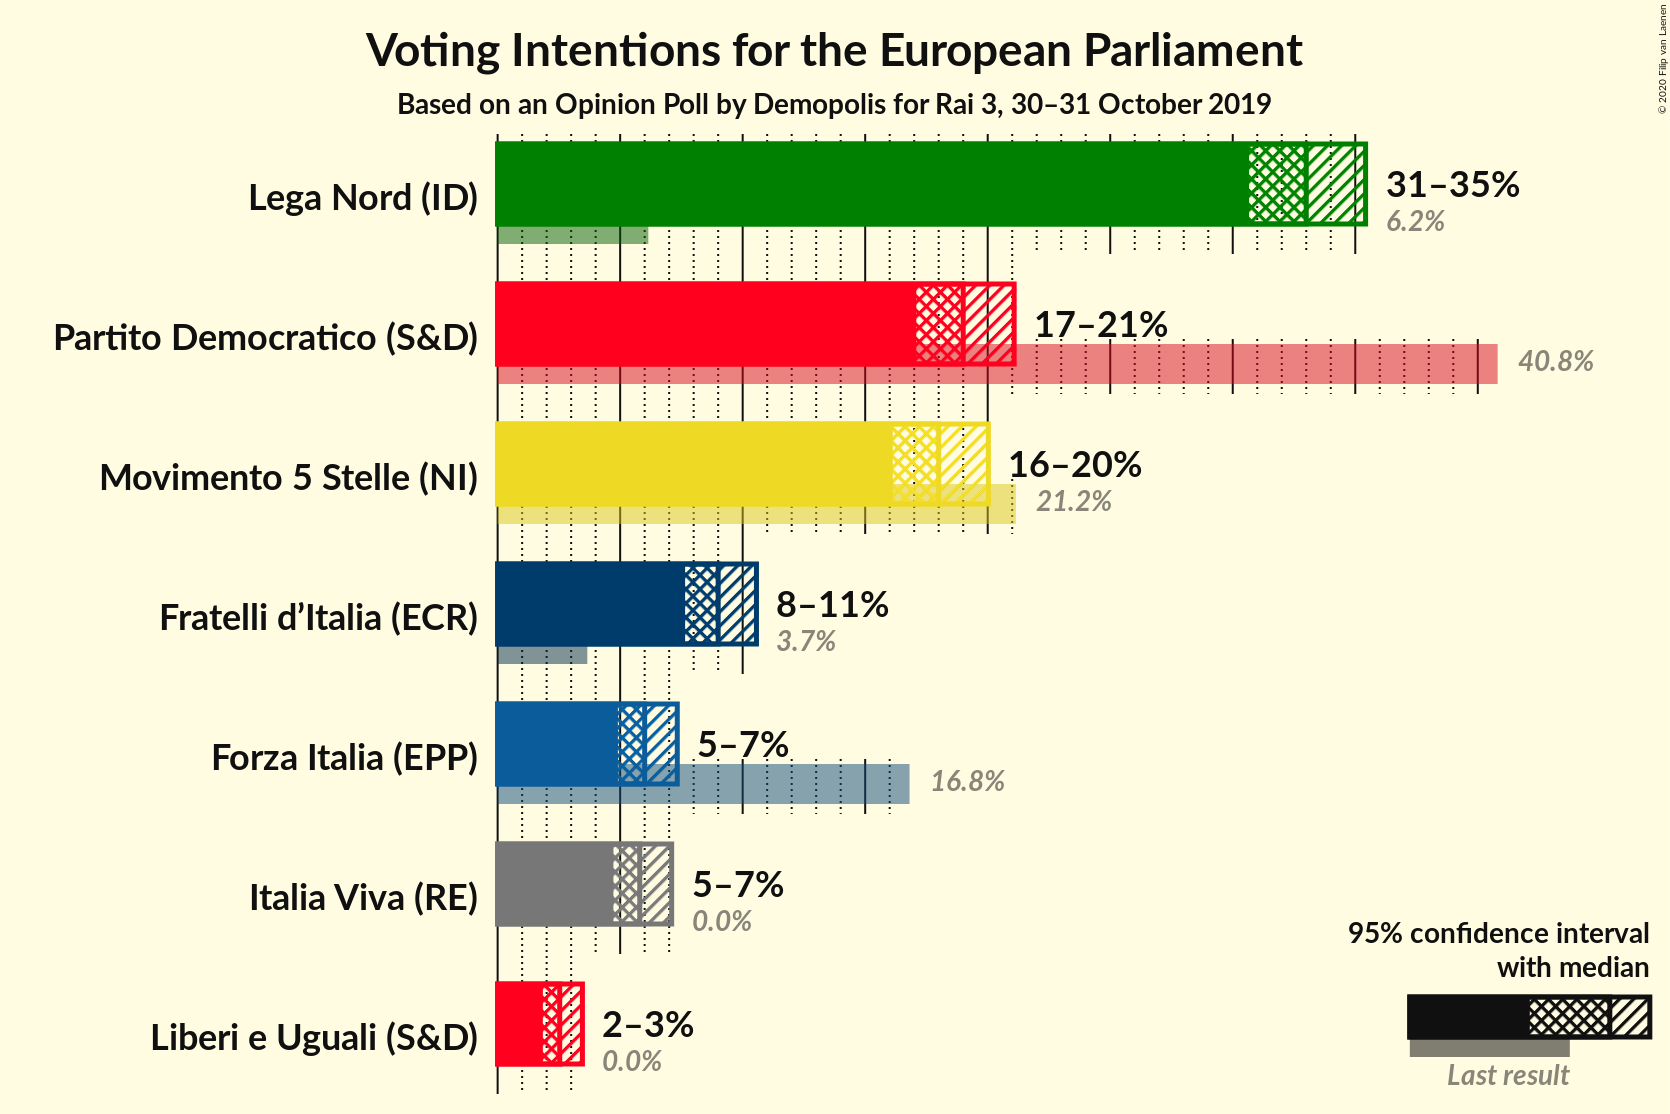 Voting Intentions for the European Parliament
Based on an Opinion Poll by Demopolis for Rai 3, 30–31 October 2019
© 2020 Filip van Laenen
Lega Nord (ID)
31–35%
6.2%
Partito Democratico (S&D)
17–21%
40.8%
Movimento 5 Stelle (NI)
16–20%
21.2%
Fratelli d’Italia (ECR)
8–11%
3.7%
Forza Italia (EPP)
5–7%
16.8%
Italia Viva (RE)
5–7%
0.0%
Liberi e Uguali (S&D)
2–3%
0.0%
95% confidence interval
with median
Last result